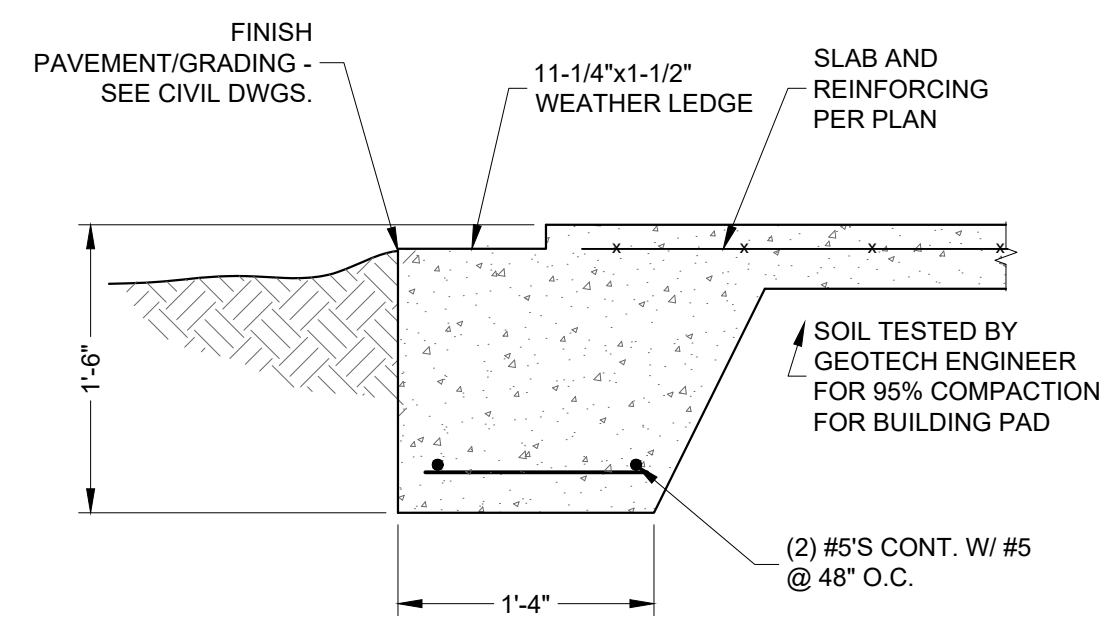 FINISH
PAVEMENT/GRADING -
SEE CIVIL DWGS.
11-1/4"x1-1/2"
WEATHER LEDGE
SLAB AND
REINFORCING
PER PLAN
1'-6"
x x x x
SOIL TESTED BY
GEOTECH ENGINEER
FOR 95% COMPACTION
FOR BUILDING PAD
(2) #5'S CONT. W/ #5
@ 48" O.C.
1'-4"